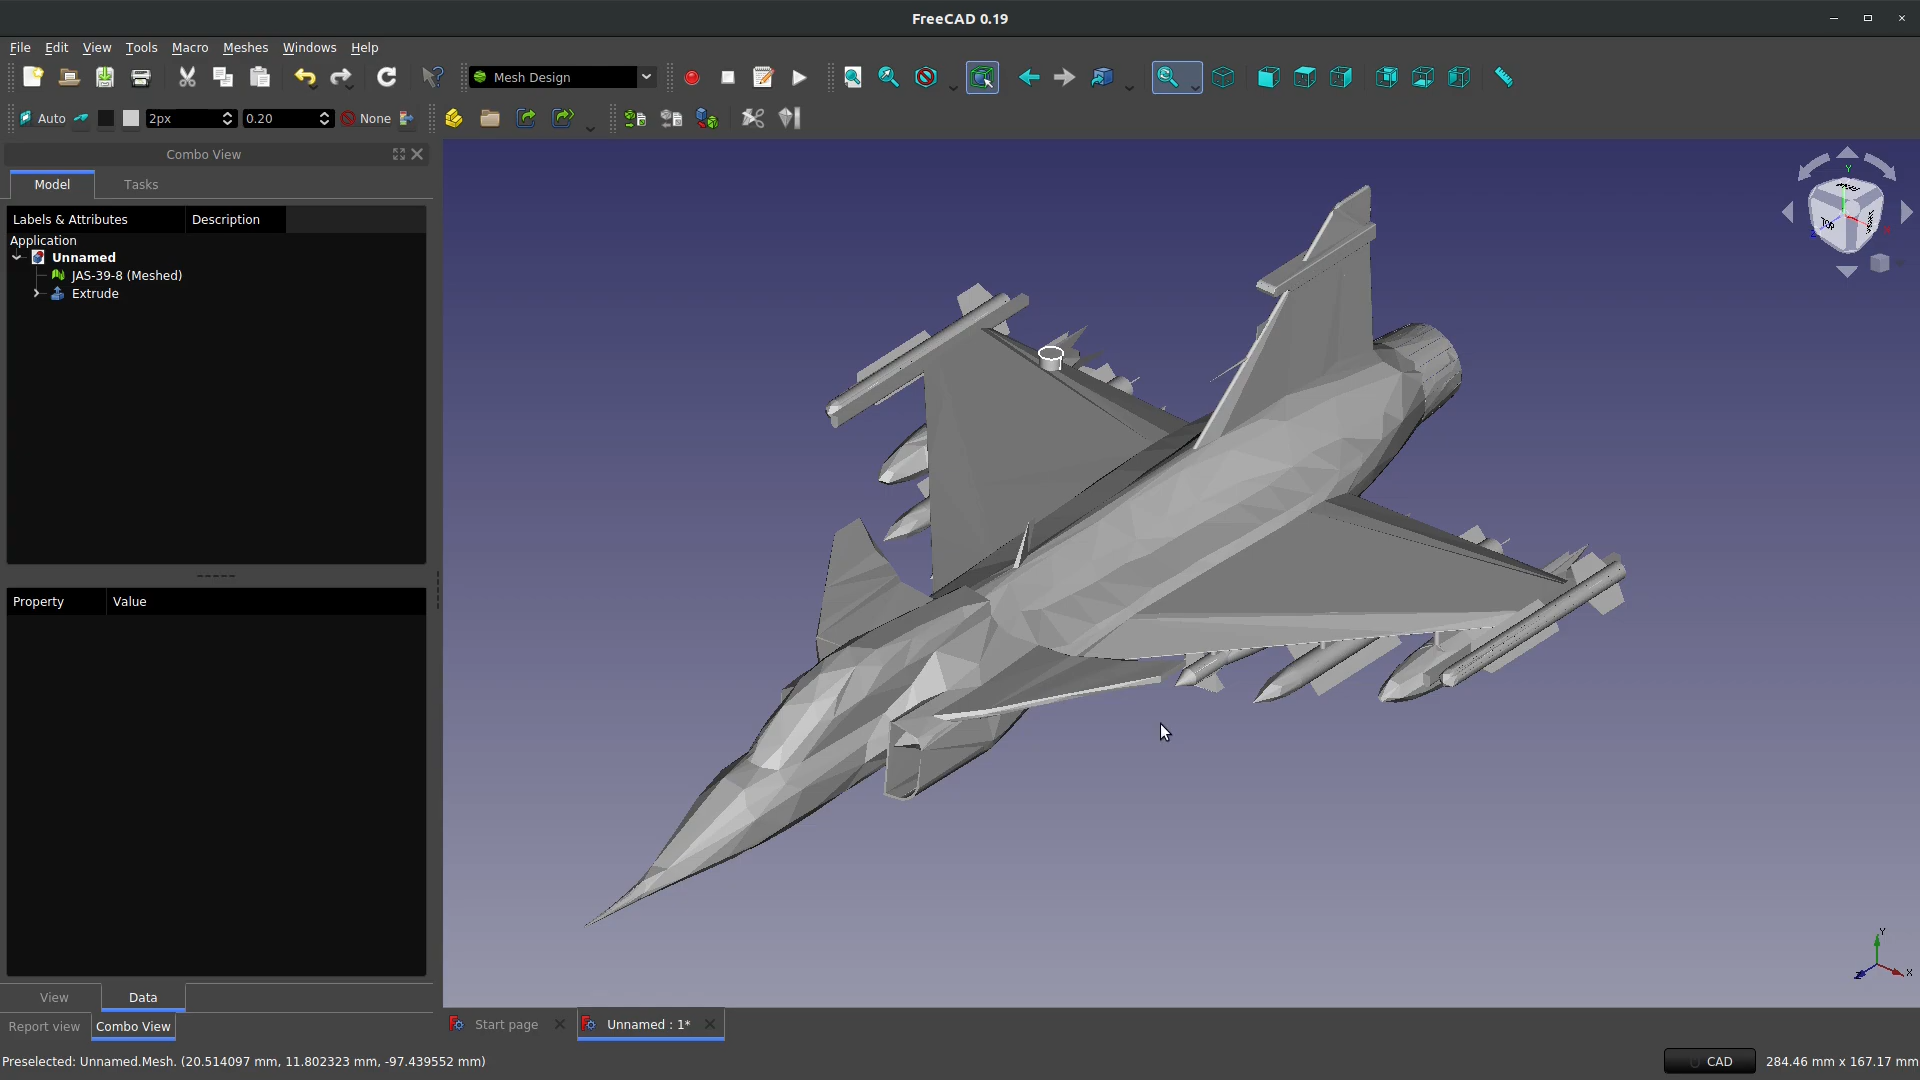 FreeCAD 0.19
File Edit View Tools Macro Meshes Windows Help
Mesh Design
Auto 2px 0.20 None
Combo View
Model Tasks
Labels & Attributes Description
Application
Unnamed
JAS-39-8 (Meshed)
Extrude
Property Value
View Data
Report view Combo View
Start page Unnamed : 1*
TOP
Y
Y
X
Preselected: Unnamed.Mesh. (20.514097 mm, 11.802323 mm, -97.439552 mm)
CAD 284.46 mm x 167.17 mm